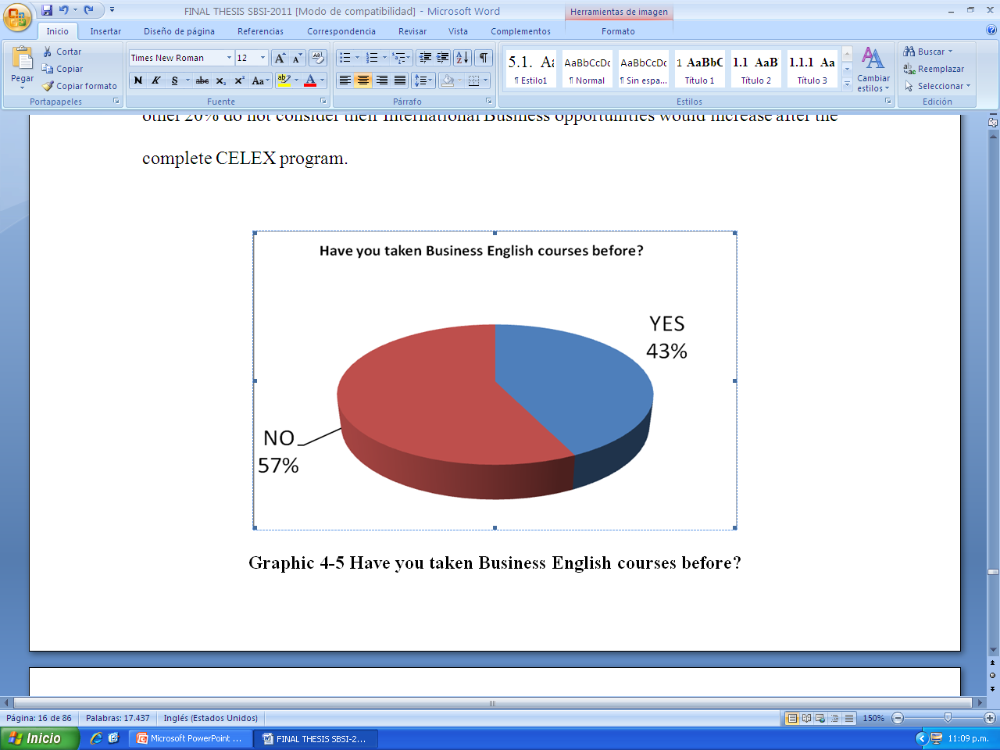 FINAL THESIS SBSI-2011 [Modo de compatibilidad] - Microsoft Word
Herramientas de imagen
Inicio Insertar Diseño de página Referencias Correspondencia Revisar Vista Complementos Formato
Pegar
Cortar
Copiar
Copiar formato
Portapapeles
Times New Roman 12
N K S abc x₂ x² Aa
Fuente
Párrafo
5.1. Aa AaBbCcDc AaBbCcDc 1 AaBbC 1.1 AaB 1.1.1 Aa
¶ Estilo1 ¶ Normal ¶ Sin espa... Título 1 Título 2 Título 3
Cambiar estilos
Estilos
Buscar
Reemplazar
Seleccionar
Edición
other 20% do not consider their International Business opportunities would increase after the
complete CELEX program.
Have you taken Business English courses before?
YES
43%
NO
57%
Graphic 4-5 Have you taken Business English courses before?
Página: 16 de 86 Palabras: 17.437 Inglés (Estados Unidos) 150%
Inicio Microsoft PowerPoint ... FINAL THESIS SBSI-2... 11:09 p.m.